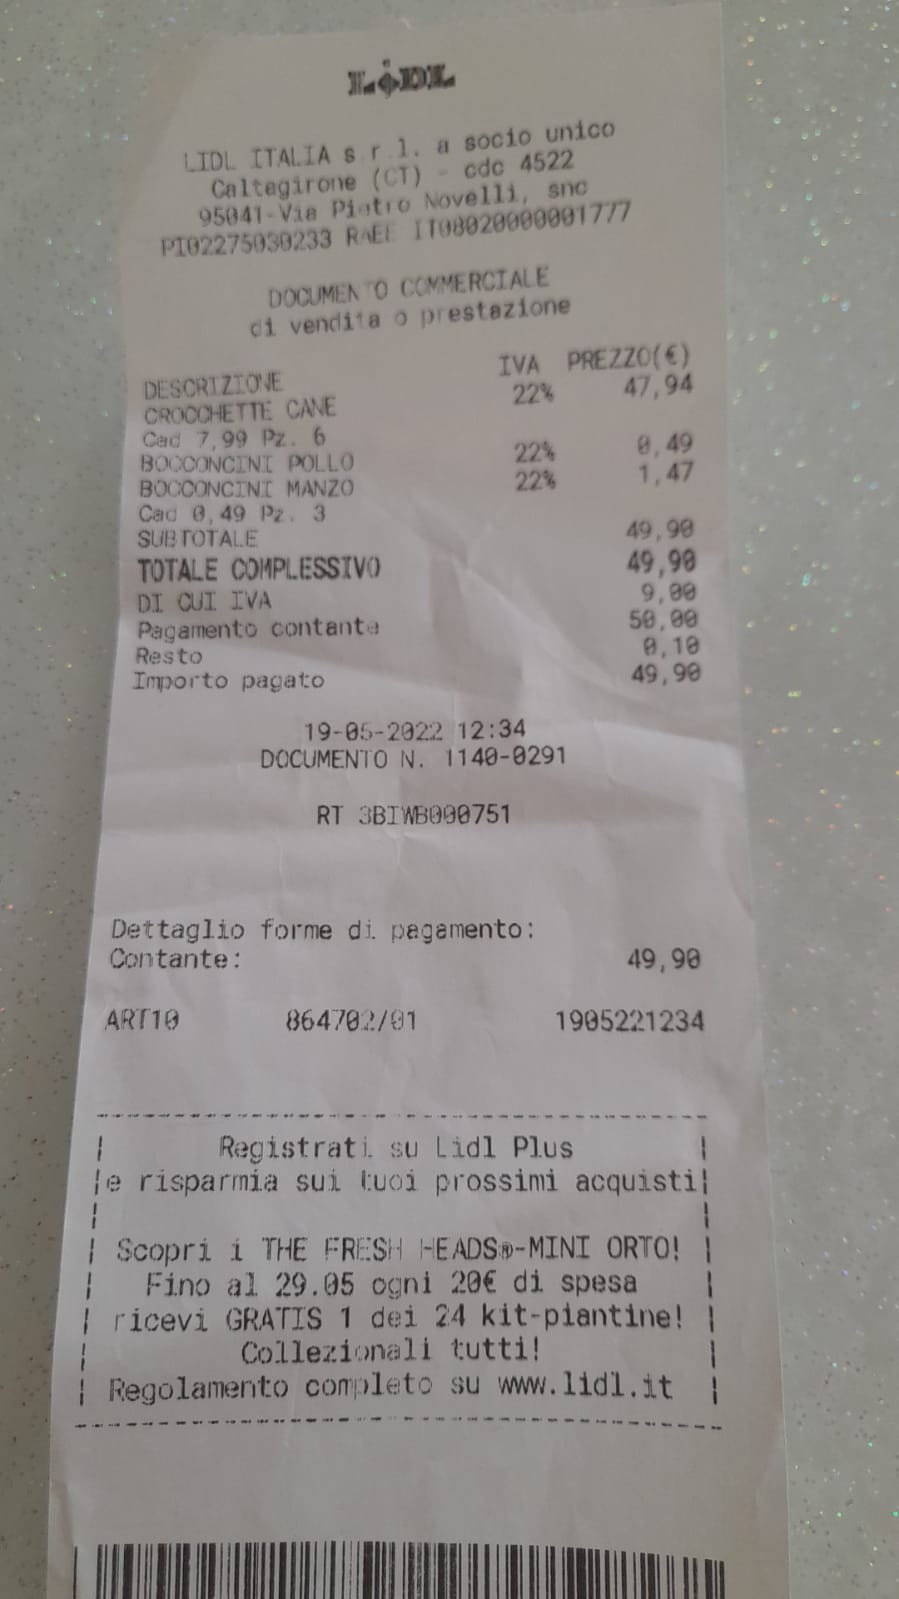 LIDL
LIDL ITALIA s r l. a socio unico
Caltagirone (CT) - cdc 4522
95041-Via Pietro Novelli, snc
PI02275030233 RAEE IT08020000001777
DOCUMENTO COMMERCIALE
di vendita o prestazione
DESCRIZIONE IVA PREZZO(€)
CROCCHETTE CANE 22% 47,94
Cad 7,99 Pz. 6
BOCCONCINI POLLO 22% 0,49
BOCCONCINI MANZO 22% 1,47
Cad 0,49 Pz. 3
SUBTOTALE 49,90
TOTALE COMPLESSIVO 49,90
DI CUI IVA 9,00
Pagamento contante 50,00
Resto 0,10
Importo pagato 49,90
19-05-2022 12:34
DOCUMENTO N. 1140-0291
RT 3BIWB000751
Dettaglio forme di pagamento:
Contante: 49,90
ART10 864702/01 1905221234
Registrati su Lidl Plus
e risparmia sui tuoi prossimi acquisti
Scopri i THE FRESH HEADS®-MINI ORTO!
Fino al 29.05 ogni 20€ di spesa
ricevi GRATIS 1 dei 24 kit-piantine!
Collezionali tutti!
Regolamento completo su www.lidl.it